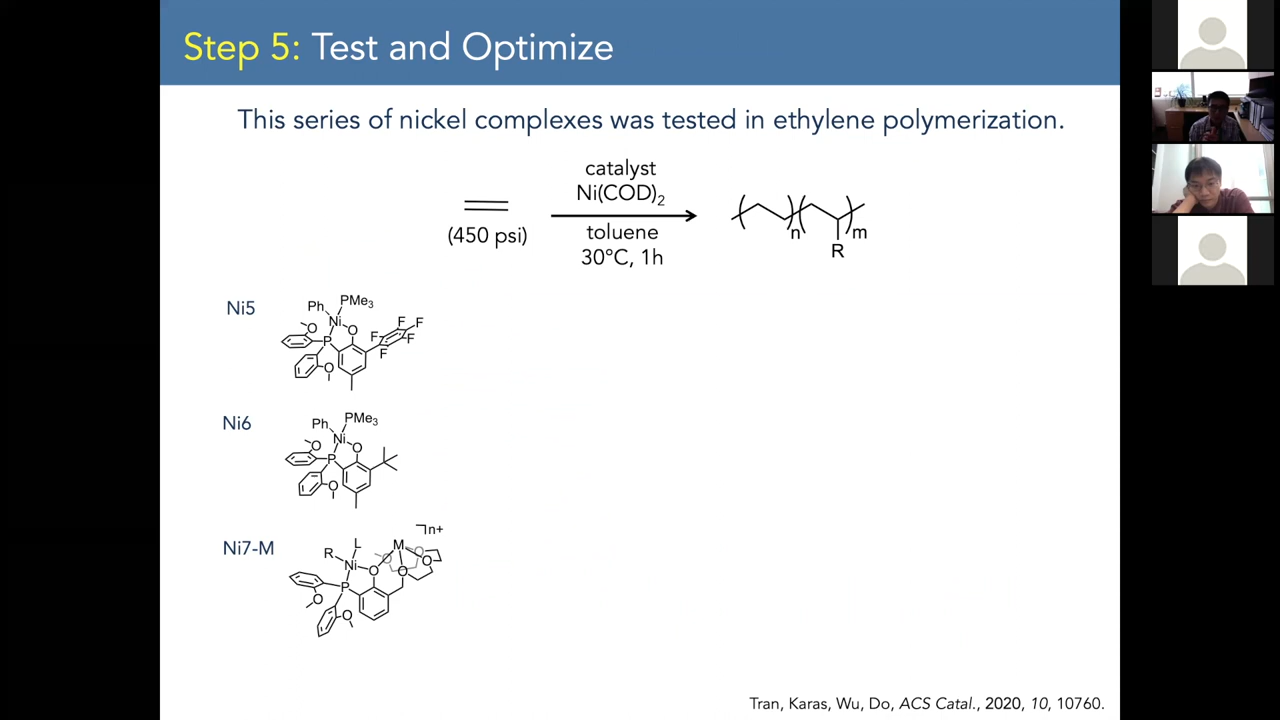 Step 5: Test and Optimize
This series of nickel complexes was tested in ethylene polymerization.
catalyst
Ni(COD)2
(450 psi)
toluene
30°C, 1h
n
m
R
Ni5
Ph
PMe3
Ni
O
O
P
O
F
F
F
F
F
Ni6
Ph
PMe3
Ni
O
O
P
O
Ni7-M
R
L
Ni
O
P
O
O
M
O
O
O
O
n+
Tran, Karas, Wu, Do, ACS Catal., 2020, 10, 10760.